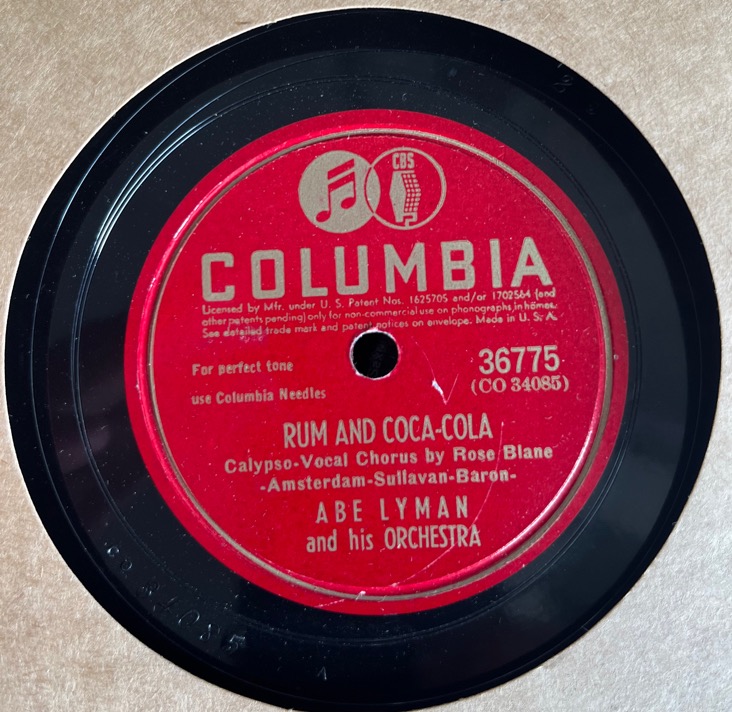 CBS
COLUMBIA
Licensed by Mfr. under U. S. Patent Nos. 1625705 and/or 1702564 (and
other patents pending) only for non-commercial use on phonographs in homes.
See detailed trade mark and patent notices on envelope. Made in U. S. A.
For perfect tone
use Columbia Needles
36775
(CO 34085)
RUM AND COCA-COLA
Calypso-Vocal Chorus by Rose Blane
-Amsterdam-Sullavan-Baron-
ABE LYMAN
and his ORCHESTRA
CO 34085